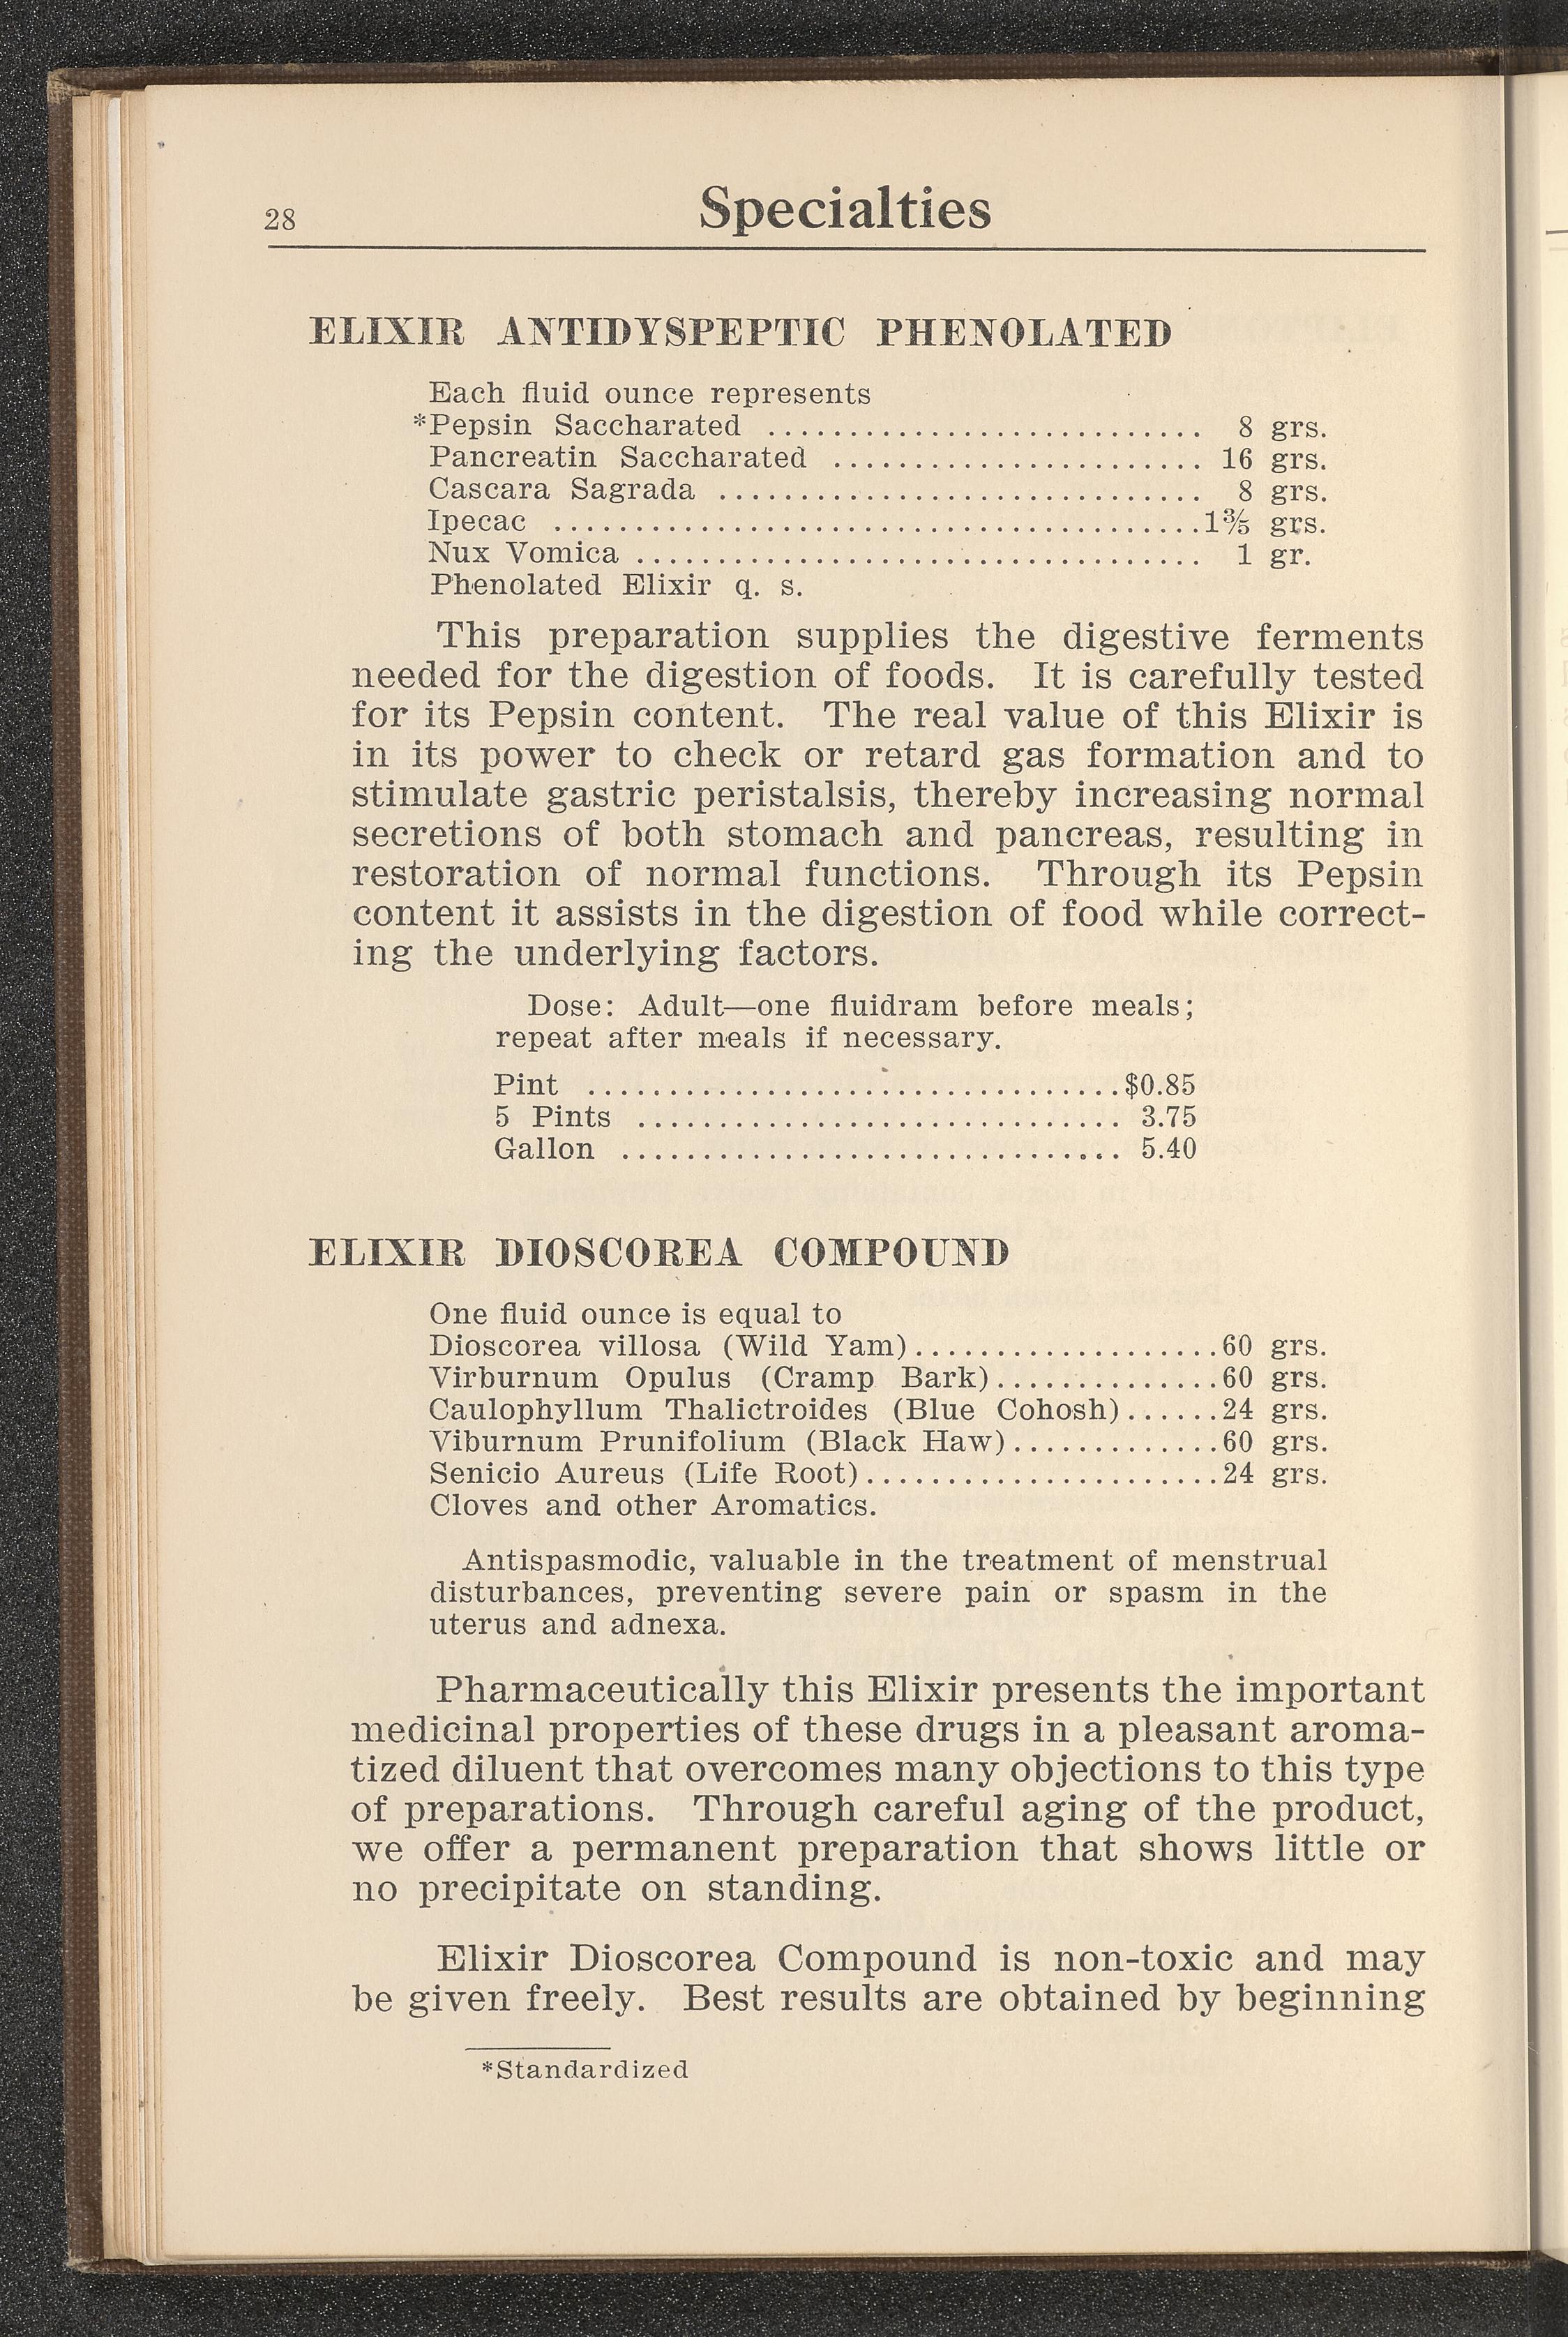 28
Specialties
ELIXIR ANTIDYSPEPTIC PHENOLATED
Each fluid ounce represents
*Pepsin Saccharated ........................... 8 grs.
Pancreatin Saccharated ....................... 16 grs.
Cascara Sagrada .............................. 8 grs.
Ipecac ........................................1⅗ grs.
Nux Vomica ................................... 1 gr.
Phenolated Elixir q. s.
This preparation supplies the digestive ferments
needed for the digestion of foods. It is carefully tested
for its Pepsin content. The real value of this Elixir is
in its power to check or retard gas formation and to
stimulate gastric peristalsis, thereby increasing normal
secretions of both stomach and pancreas, resulting in
restoration of normal functions. Through its Pepsin
content it assists in the digestion of food while correct-
ing the underlying factors.
Dose: Adult—one fluidram before meals;
repeat after meals if necessary.
Pint .................................$0.85
5 Pints .............................. 3.75
Gallon ............................... 5.40
ELIXIR DIOSCOREA COMPOUND
One fluid ounce is equal to
Dioscorea villosa (Wild Yam)...................60 grs.
Virburnum Opulus (Cramp Bark)..............60 grs.
Caulophyllum Thalictroides (Blue Cohosh)......24 grs.
Viburnum Prunifolium (Black Haw).............60 grs.
Senicio Aureus (Life Root)......................24 grs.
Cloves and other Aromatics.
Antispasmodic, valuable in the treatment of menstrual
disturbances, preventing severe pain or spasm in the
uterus and adnexa.
Pharmaceutically this Elixir presents the important
medicinal properties of these drugs in a pleasant aroma-
tized diluent that overcomes many objections to this type
of preparations. Through careful aging of the product,
we offer a permanent preparation that shows little or
no precipitate on standing.
Elixir Dioscorea Compound is non-toxic and may
be given freely. Best results are obtained by beginning
*Standardized